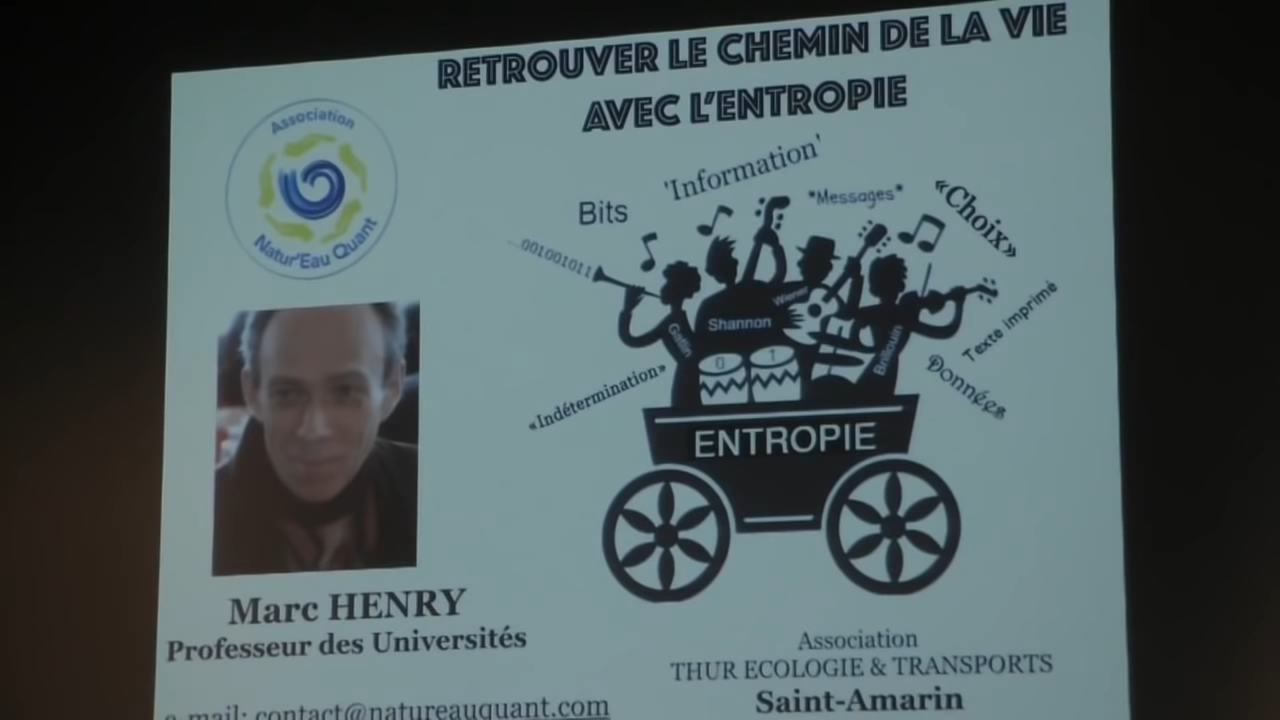 RETROUVER LE CHEMIN DE LA VIE
AVEC L'ENTROPIE
Association
Natur'Eau Quant
Bits
'Information'
*Messages*
«Choix»
...001001011
Texte imprimé
Données
«Indétermination»
Gatlin
Shannon
Wiener
Brillouin
0 1
ENTROPIE
Marc HENRY
Professeur des Universités
e-mail: contact@natureauquant.com
Association
THUR ECOLOGIE & TRANSPORTS
Saint-Amarin